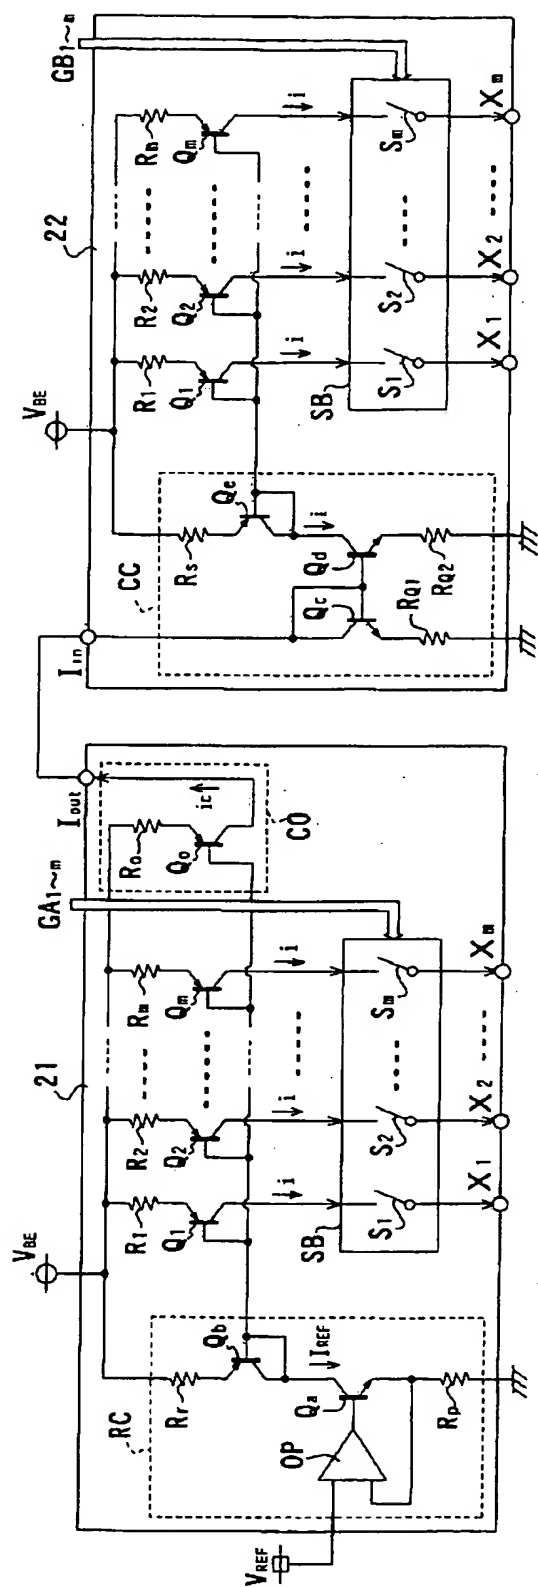 VBE
21
GA1~m
Iout
RC
Rr
Qb
IREF
Qa
OP
Rp
VREF
R1
R2
Rm
Q1
Q2
Qm
i
i
i
SB
S1
S2
Sm
X1
X2
Xm
Ro
Qo
ic
CO
Iin
VBE
22
GB1~m
CC
Rs
Qe
i
Qc
Qd
RQ1
RQ2
R1
R2
Rm
Q1
Q2
Qm
i
i
i
SB
S1
S2
Sm
X1
X2
Xm